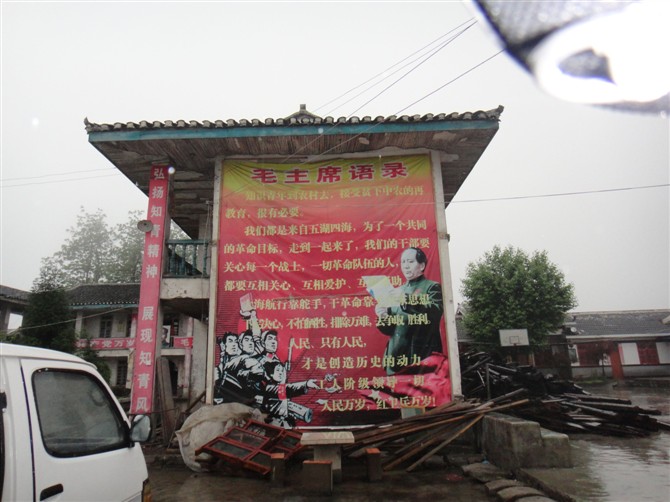 毛主席语录
知识青年到农村去，接受贫下中农的再
教育，很有必要。
我们都是来自五湖四海，为了一个共同
的革命目标，走到一起来了，我们的干部要
关心每一个战士，一切革命队伍的人，
都要互相关心，互相爱护，互相帮助
海航行靠舵手，干革命靠
思想
下定决心，不怕牺牲，排除万难，去争取 胜利。
人民，只有人民，
才是创造历史的动力
工人阶级领导一切
人民万岁，红卫兵万岁！
弘扬知青精神
展现知青风